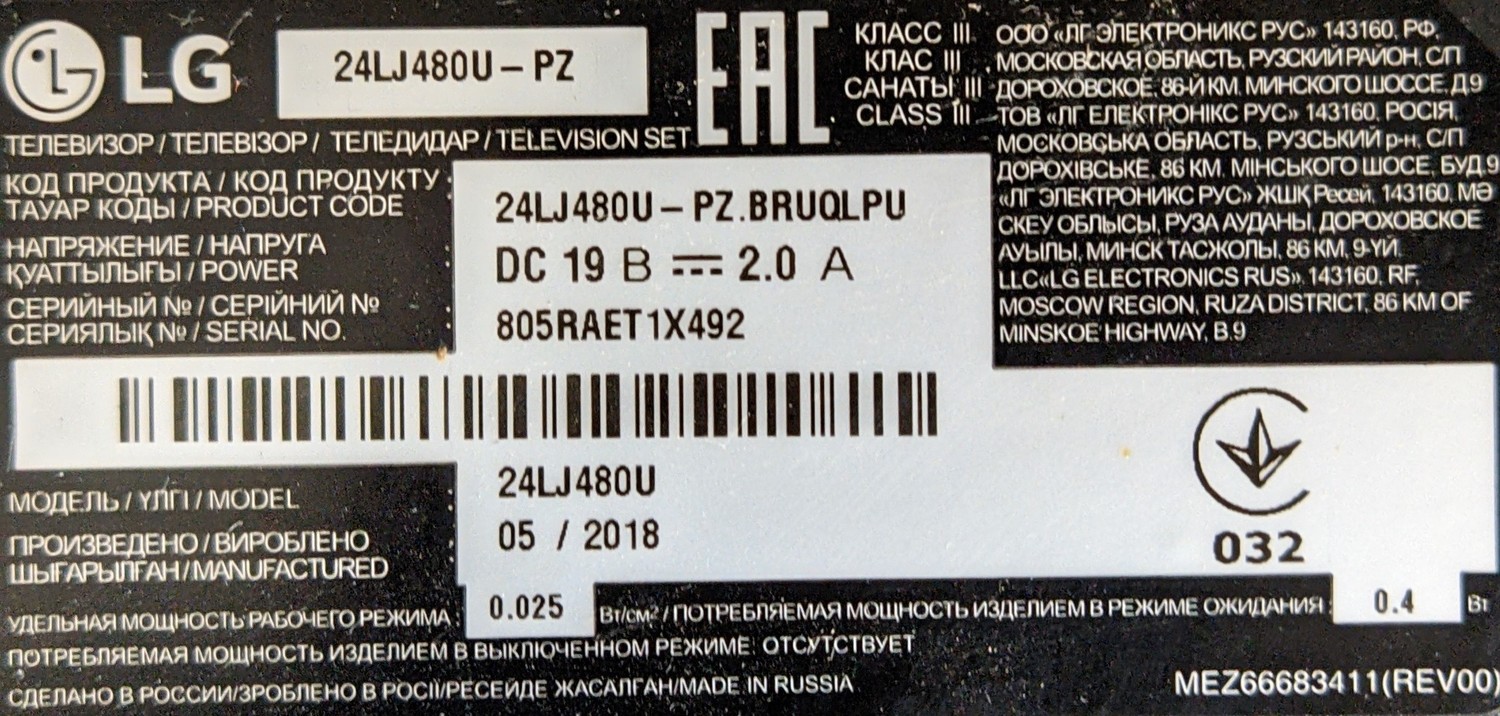 LG 24LJ480U – PZ
EAC
КЛАСС III
КЛАС III
САНАТЫ III
CLASS III
ТЕЛЕВИЗОР / ТЕЛЕВІЗОР / ТЕЛЕДИДАР / TELEVISION SET
ООО «ЛГ ЭЛЕКТРОНИКС РУС» 143160. РФ,
МОСКОВСКАЯ ОБЛАСТЬ, РУЗСКИЙ РАЙОН, С/П
ДОРОХОВСКОЕ, 86-Й КМ. МИНСКОГО ШОССЕ, Д9
ТОВ «ЛГ ЕЛЕКТРОНІКС РУС» 143160. РОСІЯ,
МОСКОВСЬКА ОБЛАСТЬ, РУЗСЬКИЙ р-н, С/П
ДОРОХІВСЬКЕ, 86 КМ. МІНСЬКОГО ШОСЕ, БУД.9
«ЛГ ЭЛЕКТРОНИКС РУС» ЖШҚ Ресей, 143160, МӘ
СКЕУ ОБЛЫСЫ, РУЗА АУДАНЫ, ДОРОХОВСКОЕ
АУЫЛЫ, МИНСК ТАСЖОЛЫ, 86 КМ, 9-ҮЙ.
LLC«LG ELECTRONICS RUS». 143160. RF,
MOSCOW REGION, RUZA DISTRICT, 86 KM OF
MINSKOE HIGHWAY, B.9
КОД ПРОДУКТА / КОД ПРОДУКТУ :
ТАУАР КОДЫ / PRODUCT CODE 24LJ480U – PZ.BRUQLPU
НАПРЯЖЕНИЕ / НАПРУГА :
ҚУАТТЫЛЫҒЫ / POWER DC 19 В ⎓ 2.0 А
СЕРИЙНЫЙ № / СЕРІЙНИЙ № :
СЕРИЯЛЫҚ № / SERIAL NO. 805RAET1X492
МОДЕЛЬ / ҮЛГІ / MODEL : 24LJ480U
ПРОИЗВЕДЕНО / ВИРОБЛЕНО : 05 / 2018
ШЫҒАРЫЛҒАН / MANUFACTURED
032
УДЕЛЬНАЯ МОЩНОСТЬ РАБОЧЕГО РЕЖИМА : 0.025 Вт/см² / ПОТРЕБЛЯЕМАЯ МОЩНОСТЬ ИЗДЕЛИЕМ В РЕЖИМЕ ОЖИДАНИЯ : 0.4 Вт
ПОТРЕБЛЯЕМАЯ МОЩНОСТЬ ИЗДЕЛИЕМ В ВЫКЛЮЧЕННОМ РЕЖИМЕ: ОТСУТСТВУЕТ
СДЕЛАНО В РОССИИ/ЗРОБЛЕНО В РОСІЇ/РЕСЕЙДЕ ЖАСАЛҒАН/MADE IN RUSSIA
MEZ66683411(REV00)